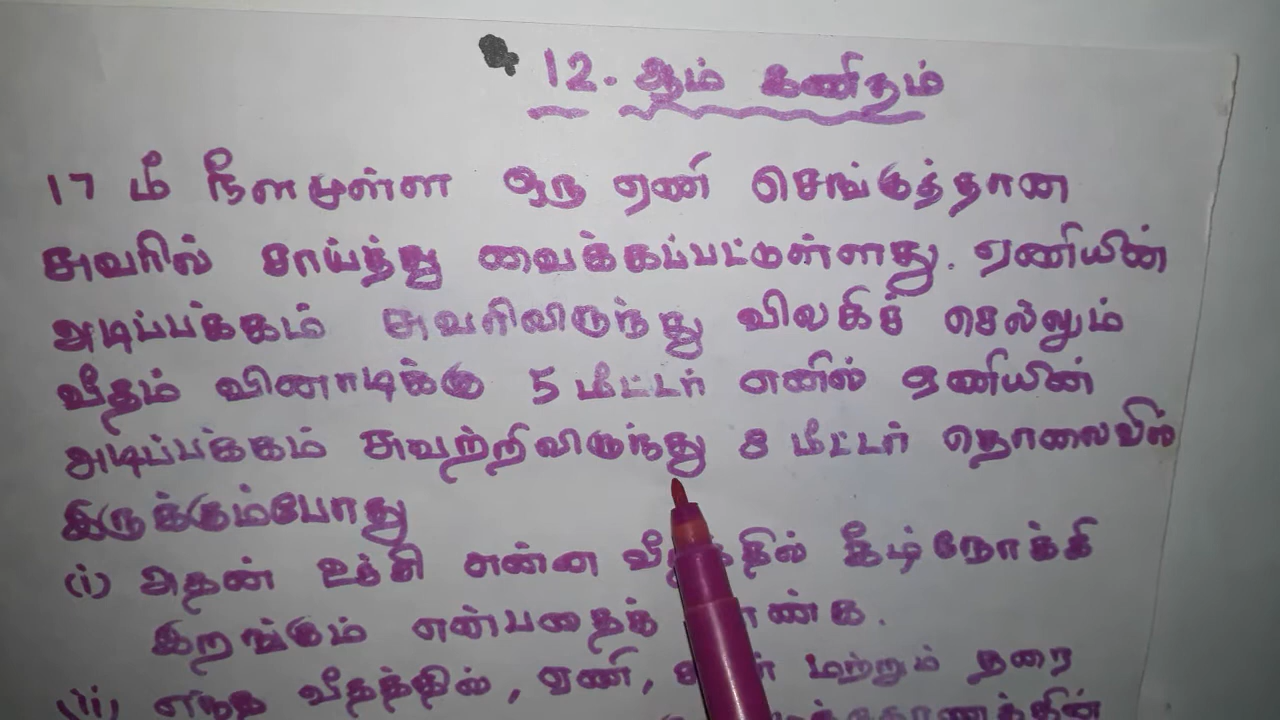 12. ஆம் கணிதம்
17 மீ நீளமுள்ள ஒரு ஏணி செங்குத்தான
சுவரில் சாய்த்து வைக்கப்பட்டுள்ளது. ஏணியின்
அடிப்பக்கம் சுவரிலிருந்து விலகிச் செல்லும்
வீதம் வினாடிக்கு 5 மீட்டர் எனில் ஏணியின்
அடிப்பக்கம் சுவற்றிலிருந்து 8 மீட்டர் தொலைவில்
இருக்கும்போது
(i) அதன் உச்சி என்ன வீதத்தில் கீழ் நோக்கி
இறங்கும் என்பதைக்
(ii) எந்த வீதத்தில், ஏணி, மற்றும் தரை